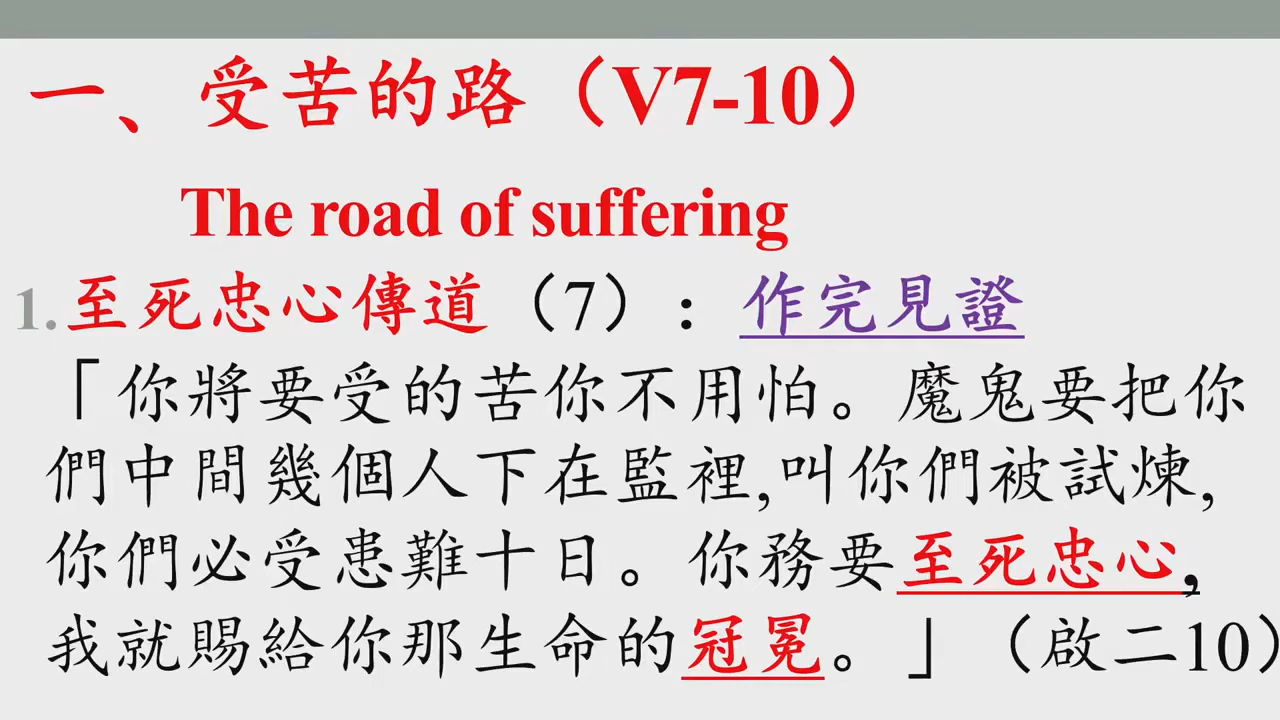 一、受苦的路（V7-10）
The road of suffering
1.至死忠心傳道（7）：作完見證
「你將要受的苦你不用怕。魔鬼要把你
們中間幾個人下在監裡,叫你們被試煉,
你們必受患難十日。你務要至死忠心,
我就賜給你那生命的冠冕。」（啟二10）